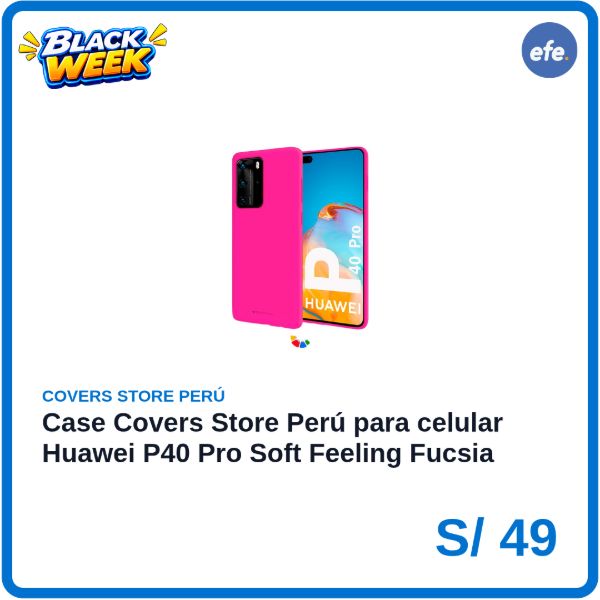 BLACK
WEEK
efe.
P
40 Pro
HUAWEI
COVERS STORE PERÚ
Case Covers Store Perú para celular
Huawei P40 Pro Soft Feeling Fucsia
S/ 49